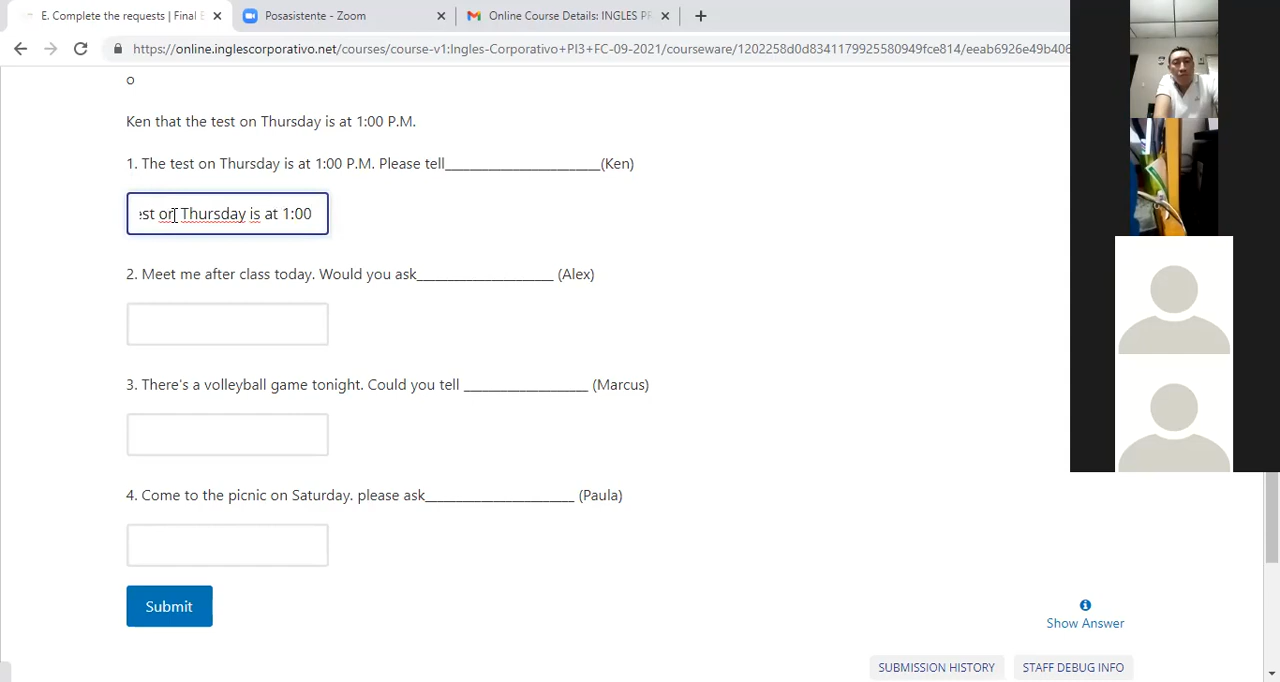 E. Complete the requests | Final E
Posasistente - Zoom
Online Course Details: INGLES PR
https://online.inglescorporativo.net/courses/course-v1:Ingles-Corporativo+PI3+FC-09-2021/courseware/1202258d0d8341179925580949fce814/eeab6926e49b406
o
Ken that the test on Thursday is at 1:00 P.M.
1. The test on Thursday is at 1:00 P.M. Please tell____________________(Ken)
est on Thursday is at 1:00
2. Meet me after class today. Would you ask__________________ (Alex)
3. There's a volleyball game tonight. Could you tell ________________ (Marcus)
4. Come to the picnic on Saturday. please ask___________________ (Paula)
Submit
Show Answer
SUBMISSION HISTORY
STAFF DEBUG INFO